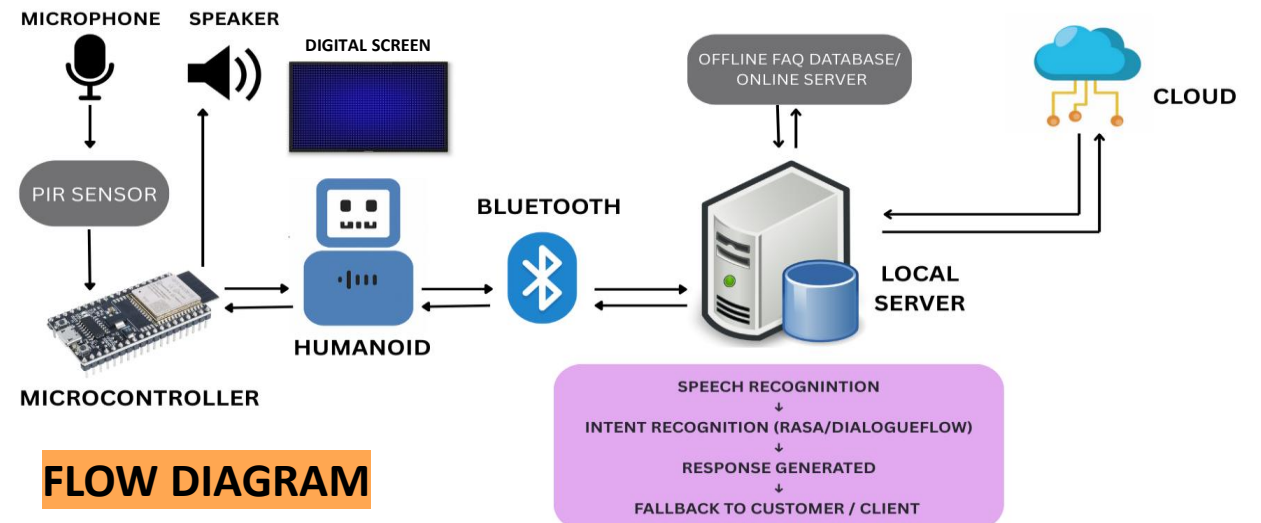 MICROPHONE
SPEAKER
DIGITAL SCREEN
OFFLINE FAQ DATABASE/
ONLINE SERVER
CLOUD
PIR SENSOR
BLUETOOTH
LOCAL
SERVER
HUMANOID
MICROCONTROLLER
SPEECH RECOGNINTION
↓
INTENT RECOGNITION (RASA/DIALOGUEFLOW)
↓
RESPONSE GENERATED
↓
FALLBACK TO CUSTOMER / CLIENT
FLOW DIAGRAM